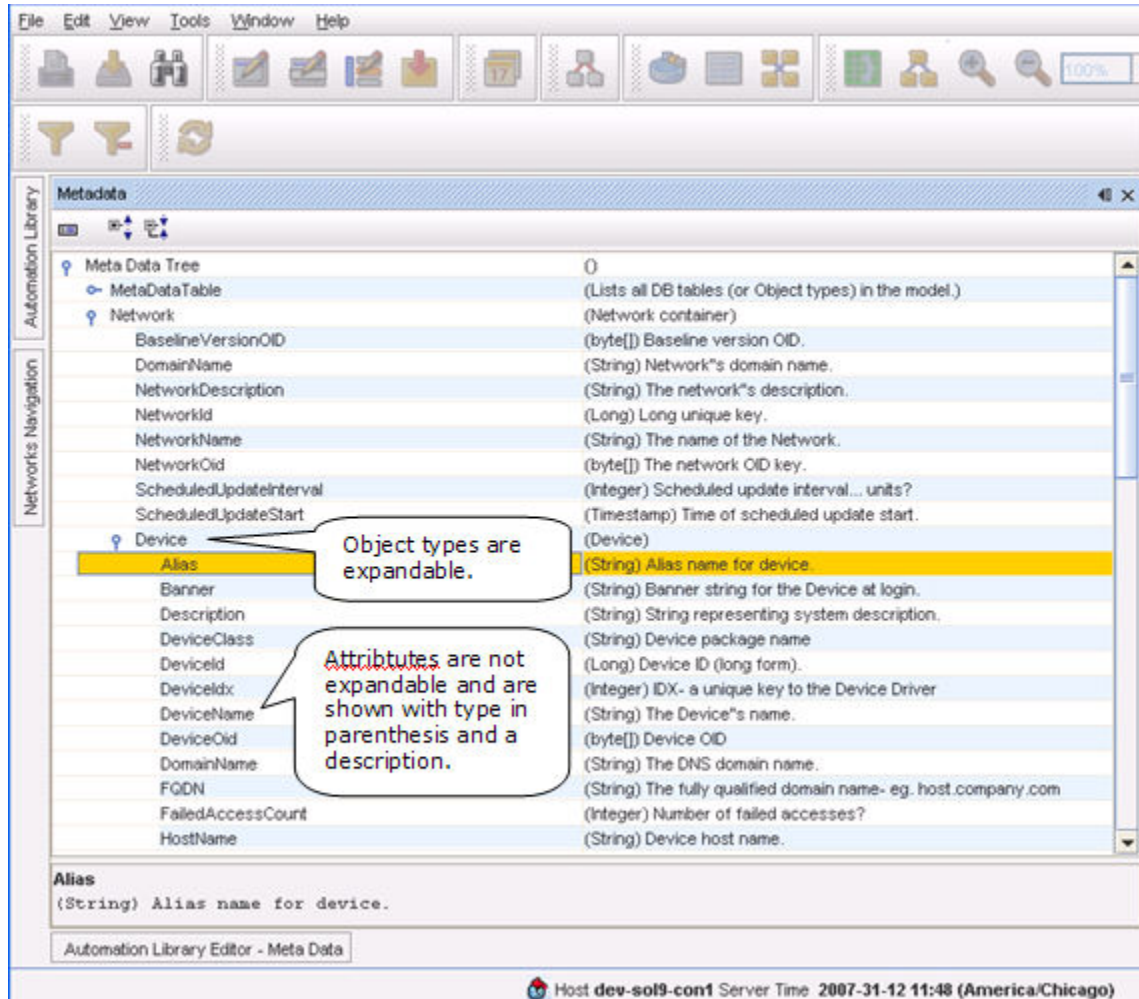 File Edit View Tools Window Help
17
100%
Automation Library
Networks Navigation
Metadata
Meta Data Tree ()
MetaDataTable (Lists all DB tables (or Object types) in the model.)
Network (Network container)
BaselineVersionOID (byte[]) Baseline version OID.
DomainName (String) Network"s domain name.
NetworkDescription (String) The network"s description.
NetworkId (Long) Long unique key.
NetworkName (String) The name of the Network.
NetworkOid (byte[]) The network OID key.
ScheduledUpdateInterval (Integer) Scheduled update interval... units?
ScheduledUpdateStart (Timestamp) Time of scheduled update start.
Device (Device)
Object types are
expandable.
Alias (String) Alias name for device.
Banner (String) Banner string for the Device at login.
Description (String) String representing system description.
DeviceClass (String) Device package name
DeviceId (Long) Device ID (long form).
DeviceIdx (Integer) IDX- a unique key to the Device Driver
DeviceName (String) The Device"s name.
DeviceOid (byte[]) Device OID
DomainName (String) The DNS domain name.
FQDN (String) The fully qualified domain name- eg. host.company.com
FailedAccessCount (Integer) Number of failed accesses?
HostName (String) Device host name.
Attribtutes are not
expandable and are
shown with type in
parenthesis and a
description.
Alias
(String) Alias name for device.
Automation Library Editor - Meta Data
Host dev-sol9-con1 Server Time 2007-31-12 11:48 (America/Chicago)